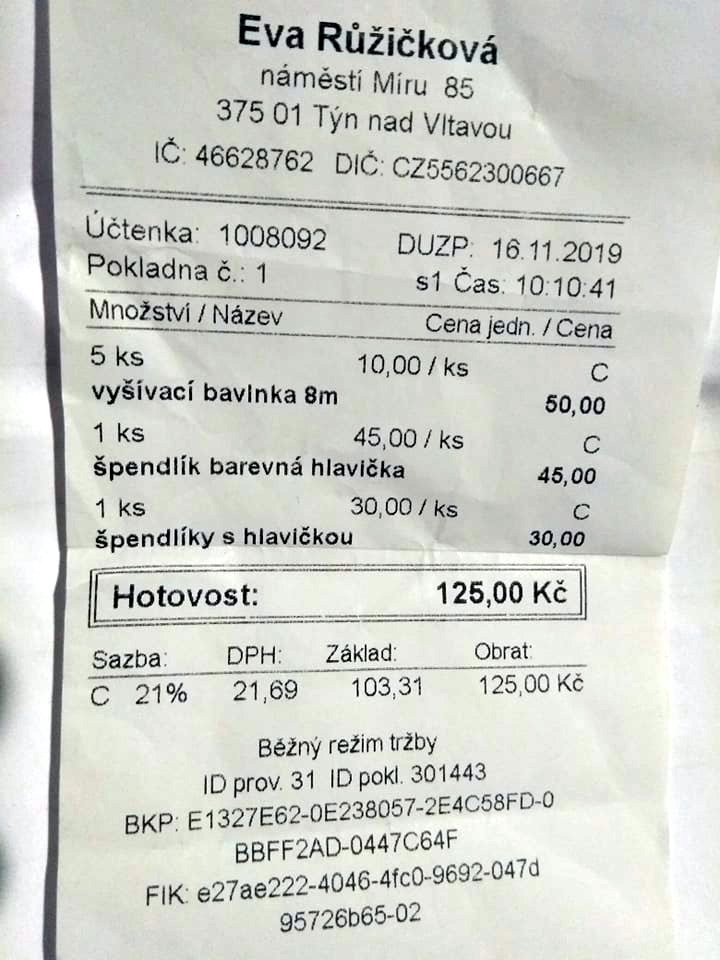 Eva Růžičková
náměstí Míru 85
375 01 Týn nad Vltavou
IČ: 46628762 DIČ: CZ5562300667
Účtenka: 1008092 DUZP: 16.11.2019
Pokladna č.: 1 s1 Čas: 10:10:41
Množství / Název Cena jedn. / Cena
5 ks 10,00 / ks C
vyšívací bavlnka 8m 50,00
1 ks 45,00 / ks C
špendlík barevná hlavička 45,00
1 ks 30,00 / ks C
špendlíky s hlavičkou 30,00
Hotovost: 125,00 Kč
Sazba: DPH: Základ: Obrat:
C 21% 21,69 103,31 125,00 Kč
Běžný režim tržby
ID prov. 31 ID pokl. 301443
BKP: E1327E62-0E238057-2E4C58FD-0
BBFF2AD-0447C64F
FIK: e27ae222-4046-4fc0-9692-047d
95726b65-02